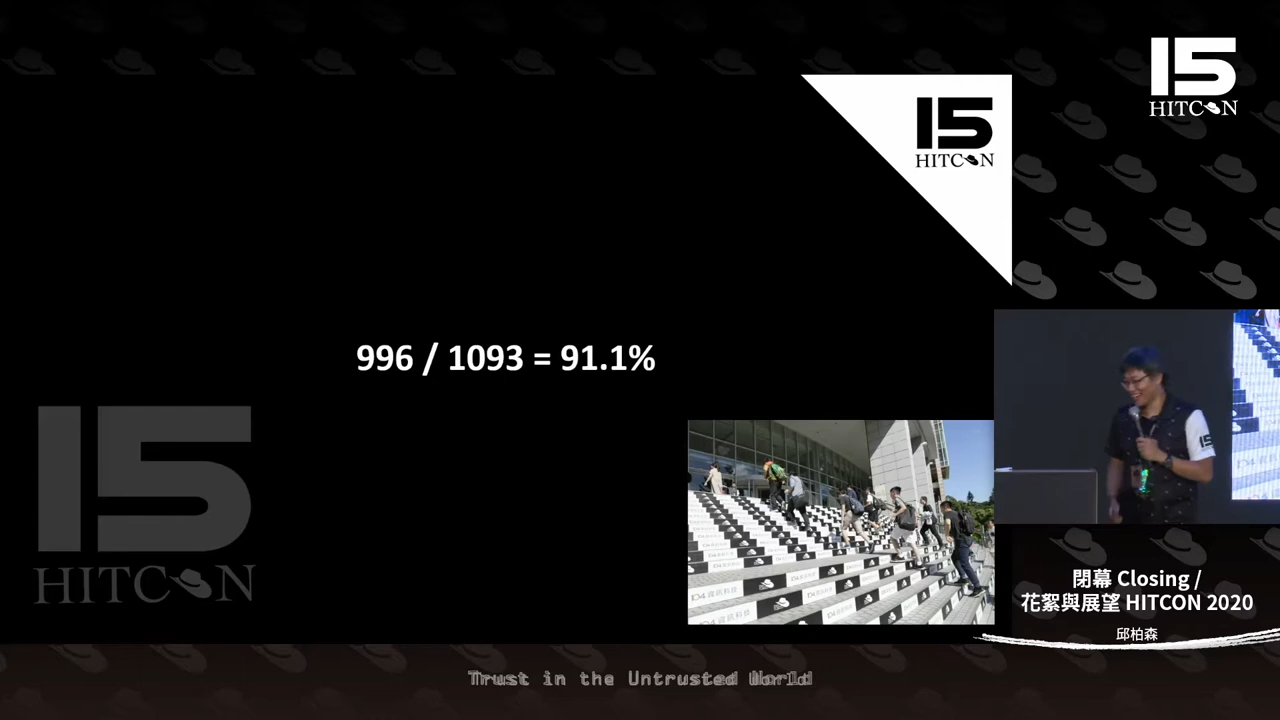 15
HITCON
15
HITCON
996 / 1093 = 91.1%
15
HITCON
15
閉幕 Closing /
花絮與展望 HITCON 2020
邱柏森
Trust in the Untrusted World